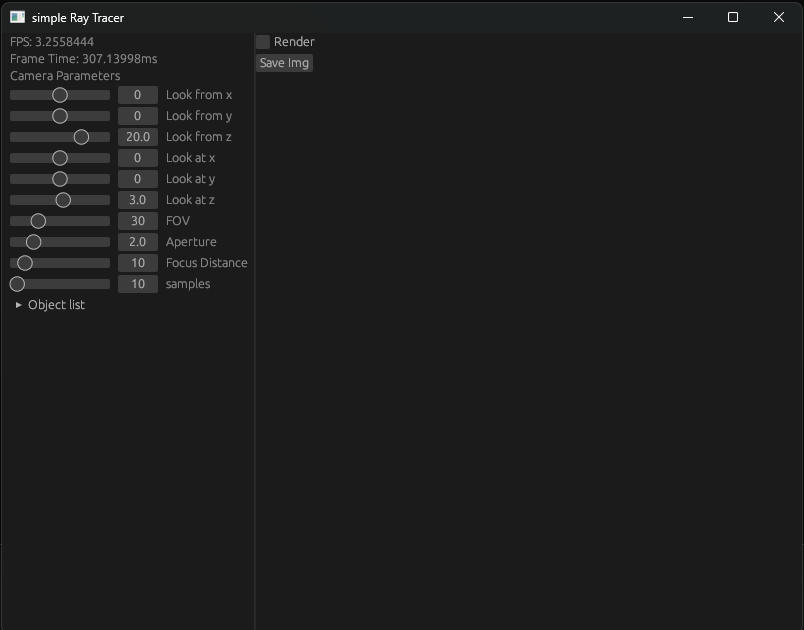 simple Ray Tracer
FPS: 3.2558444
Frame Time: 307.13998ms
Camera Parameters
0 Look from x
0 Look from y
20.0 Look from z
0 Look at x
0 Look at y
3.0 Look at z
30 FOV
2.0 Aperture
10 Focus Distance
10 samples
Object list
Render
Save Img